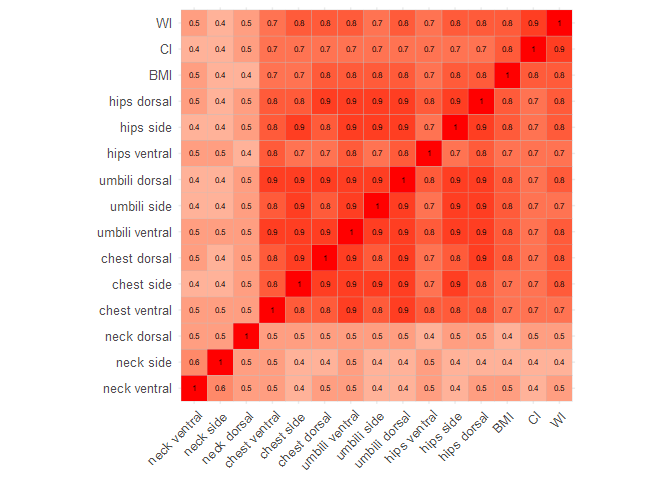 WI 0.5 0.4 0.5 0.7 0.8 0.8 0.8 0.7 0.8 0.7 0.8 0.8 0.8 0.9 1
CI 0.4 0.4 0.5 0.7 0.7 0.7 0.7 0.7 0.7 0.7 0.7 0.7 0.8 1 0.9
BMI 0.5 0.4 0.4 0.7 0.7 0.8 0.8 0.8 0.8 0.7 0.8 0.8 1 0.8 0.8
hips dorsal 0.5 0.4 0.5 0.8 0.8 0.9 0.9 0.9 0.9 0.8 0.9 1 0.8 0.7 0.8
hips side 0.4 0.4 0.5 0.8 0.9 0.8 0.9 0.9 0.9 0.7 1 0.9 0.8 0.7 0.8
hips ventral 0.5 0.5 0.4 0.8 0.7 0.7 0.8 0.7 0.8 1 0.7 0.8 0.7 0.7 0.7
umbili dorsal 0.4 0.4 0.5 0.9 0.9 0.9 0.9 0.9 1 0.8 0.9 0.9 0.8 0.7 0.8
umbili side 0.4 0.4 0.5 0.8 0.9 0.8 0.9 1 0.9 0.7 0.9 0.9 0.8 0.7 0.7
umbili ventral 0.5 0.5 0.5 0.9 0.9 0.9 1 0.9 0.9 0.8 0.9 0.9 0.8 0.7 0.8
chest dorsal 0.5 0.4 0.5 0.8 0.9 1 0.9 0.8 0.9 0.7 0.8 0.9 0.8 0.7 0.8
chest side 0.4 0.4 0.5 0.8 1 0.9 0.9 0.9 0.9 0.7 0.9 0.8 0.7 0.7 0.8
chest ventral 0.5 0.5 0.5 1 0.8 0.8 0.9 0.8 0.9 0.8 0.8 0.8 0.7 0.7 0.7
neck dorsal 0.5 0.5 1 0.5 0.5 0.5 0.5 0.5 0.5 0.4 0.5 0.5 0.4 0.5 0.5
neck side 0.6 1 0.5 0.5 0.4 0.4 0.5 0.4 0.4 0.5 0.4 0.4 0.4 0.4 0.4
neck ventral 1 0.6 0.5 0.5 0.4 0.5 0.5 0.4 0.4 0.5 0.4 0.5 0.5 0.4 0.5
neck ventral neck side neck dorsal chest ventral chest side chest dorsal umbili ventral umbili side umbili dorsal hips ventral hips side hips dorsal BMI CI WI